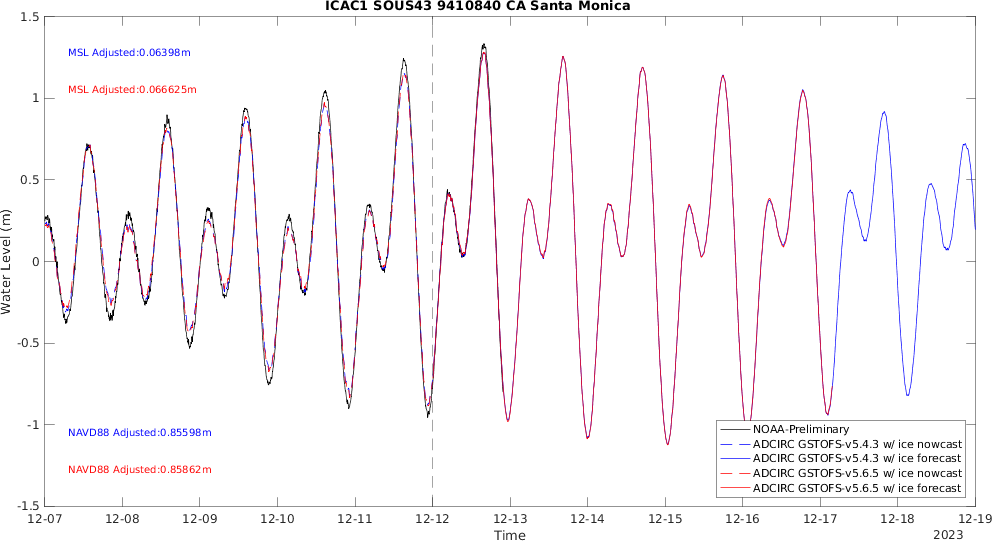 ICAC1 SOUS43 9410840 CA Santa Monica
1.5
MSL Adjusted:0.06398m
MSL Adjusted:0.066625m
1
0.5
Water Level (m)
0
-0.5
-1
NAVD88 Adjusted:0.85598m
NAVD88 Adjusted:0.85862m
NOAA-Preliminary
ADCIRC GSTOFS-v5.4.3 w/ ice nowcast
ADCIRC GSTOFS-v5.4.3 w/ ice forecast
ADCIRC GSTOFS-v5.6.5 w/ ice nowcast
ADCIRC GSTOFS-v5.6.5 w/ ice forecast
-1.5
12-07 12-08 12-09 12-10 12-11 12-12 12-13 12-14 12-15 12-16 12-17 12-18 12-19
Time
2023